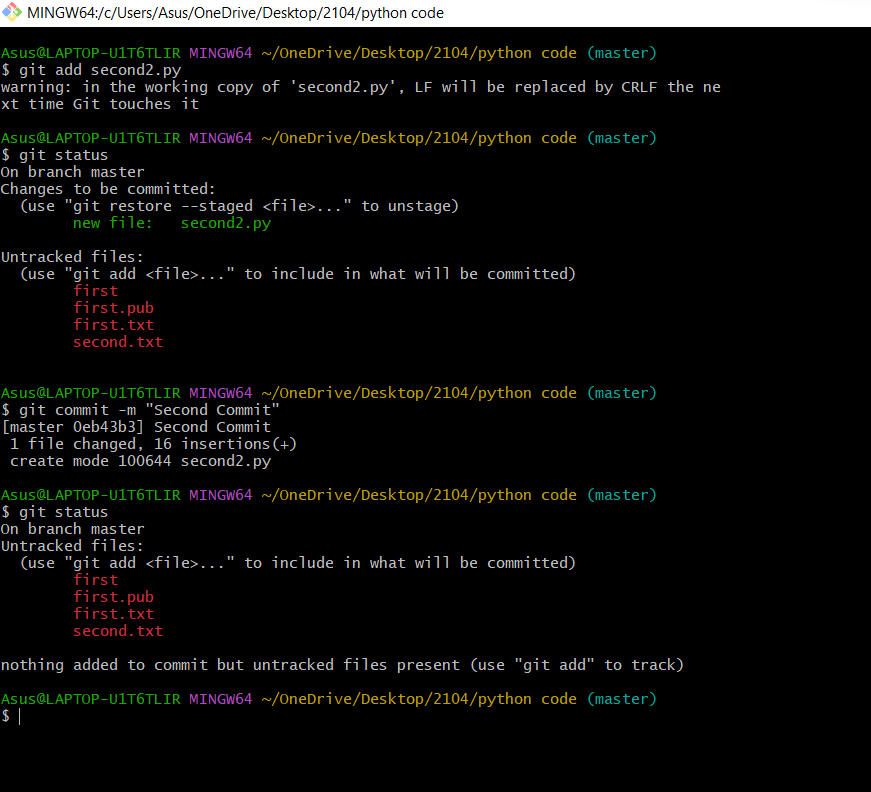 MINGW64:/c/Users/Asus/OneDrive/Desktop/2104/python code
Asus@LAPTOP-U1T6TLIR MINGW64 ~/OneDrive/Desktop/2104/python code (master)
$ git add second2.py
warning: in the working copy of 'second2.py', LF will be replaced by CRLF the ne
xt time Git touches it
Asus@LAPTOP-U1T6TLIR MINGW64 ~/OneDrive/Desktop/2104/python code (master)
$ git status
On branch master
Changes to be committed:
  (use "git restore --staged <file>..." to unstage)
        new file:   second2.py
Untracked files:
  (use "git add <file>..." to include in what will be committed)
        first
        first.pub
        first.txt
        second.txt
Asus@LAPTOP-U1T6TLIR MINGW64 ~/OneDrive/Desktop/2104/python code (master)
$ git commit -m "Second Commit"
[master 0eb43b3] Second Commit
 1 file changed, 16 insertions(+)
 create mode 100644 second2.py
Asus@LAPTOP-U1T6TLIR MINGW64 ~/OneDrive/Desktop/2104/python code (master)
$ git status
On branch master
Untracked files:
  (use "git add <file>..." to include in what will be committed)
        first
        first.pub
        first.txt
        second.txt
nothing added to commit but untracked files present (use "git add" to track)
Asus@LAPTOP-U1T6TLIR MINGW64 ~/OneDrive/Desktop/2104/python code (master)
$